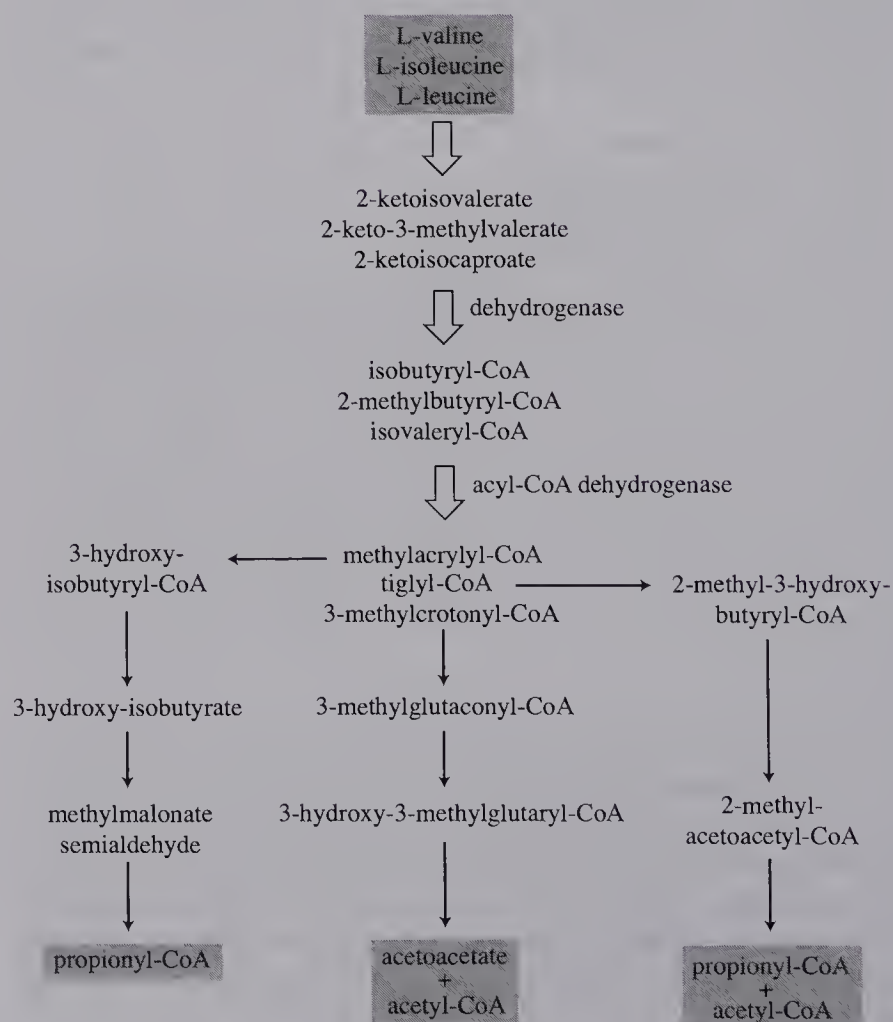 L-valine
L-isoleucine
L-leucine
2-ketoisovalerate
2-keto-3-methylvalerate
2-ketoisocaproate
dehydrogenase
isobutyryl-CoA
2-methylbutyryl-CoA
isovaleryl-CoA
acyl-CoA dehydrogenase
3-hydroxy-
isobutyryl-CoA
methylacrylyl-CoA
tiglyl-CoA
3-methylcrotonyl-CoA
2-methyl-3-hydroxy-
butyryl-CoA
3-hydroxy-isobutyrate
3-methylglutaconyl-CoA
methylmalonate
semialdehyde
3-hydroxy-3-methylglutaryl-CoA
2-methyl-
acetoacetyl-CoA
propionyl-CoA
acetoacetate
+
acetyl-CoA
propionyl-CoA
+
acetyl-CoA